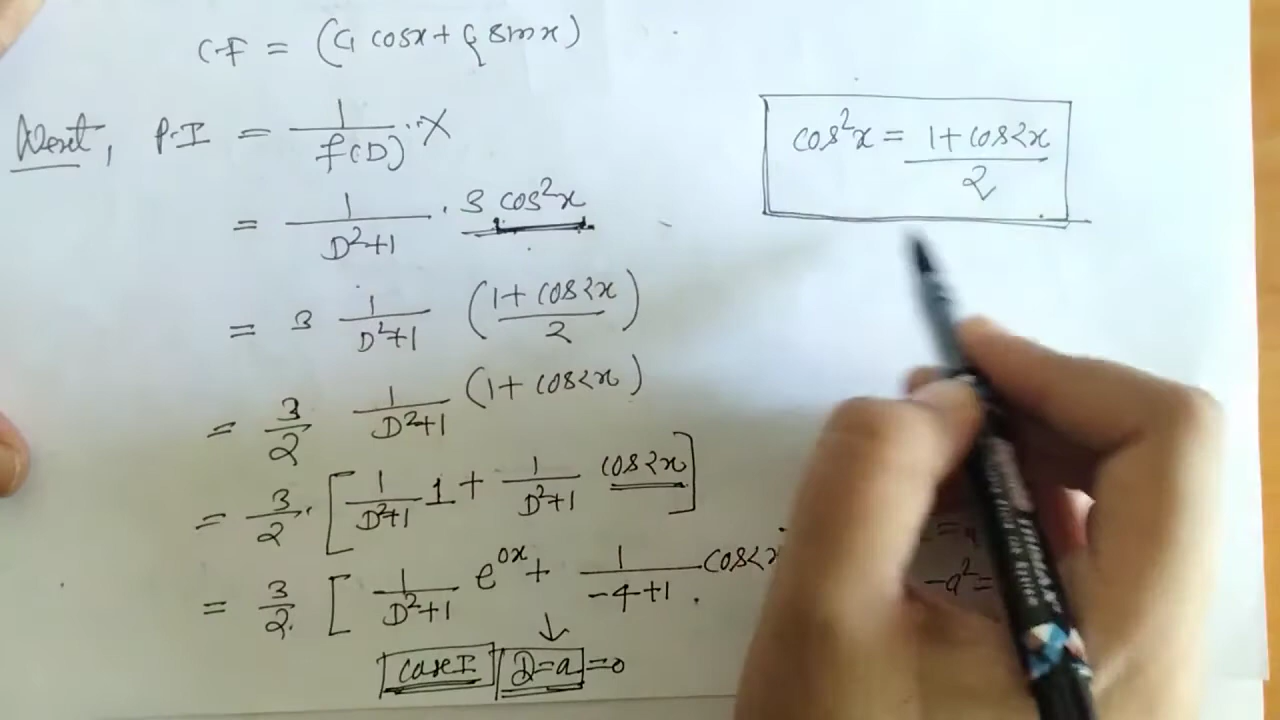 C.F = (C₁ cosx + C₂ sinx)
Next, P.I = 1/f(D) · X
= 1/D²+1 · 3 cos²x
= 3 1/D²+1 (1+cos2x/2)
= 3/2 1/D²+1 (1+cos2x)
= 3/2 · [1/D²+1 1 + 1/D²+1 cos2x]
= 3/2 [1/D²+1 e^0x + 1/-4+1 . cos2x
↓
case I D=a =0
cos²x = 1+cos2x/2
-a²=